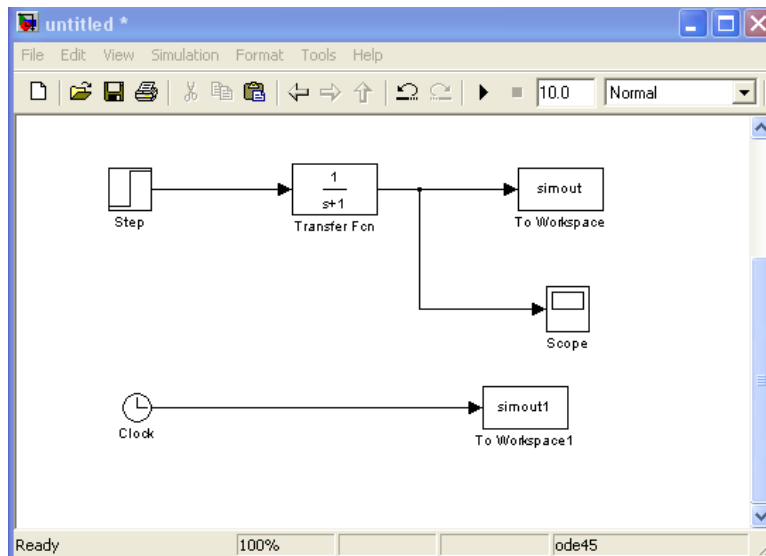 untitled *
File Edit View Simulation Format Tools Help
10.0 Normal
1
s+1
simout
Step
Transfer Fcn
To Workspace
Scope
simout1
Clock
To Workspace1
Ready 100% ode45